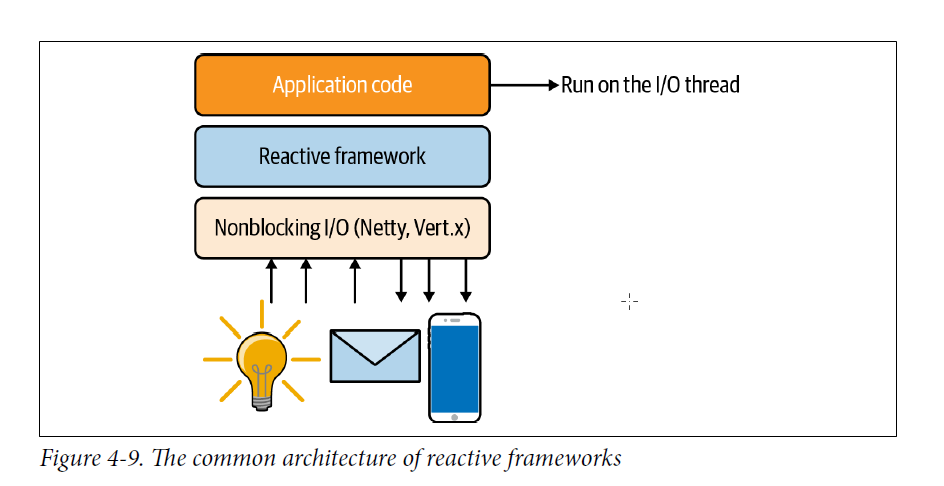 Application code
Run on the I/O thread
Reactive framework
Nonblocking I/O (Netty, Vert.x)
Figure 4-9. The common architecture of reactive frameworks